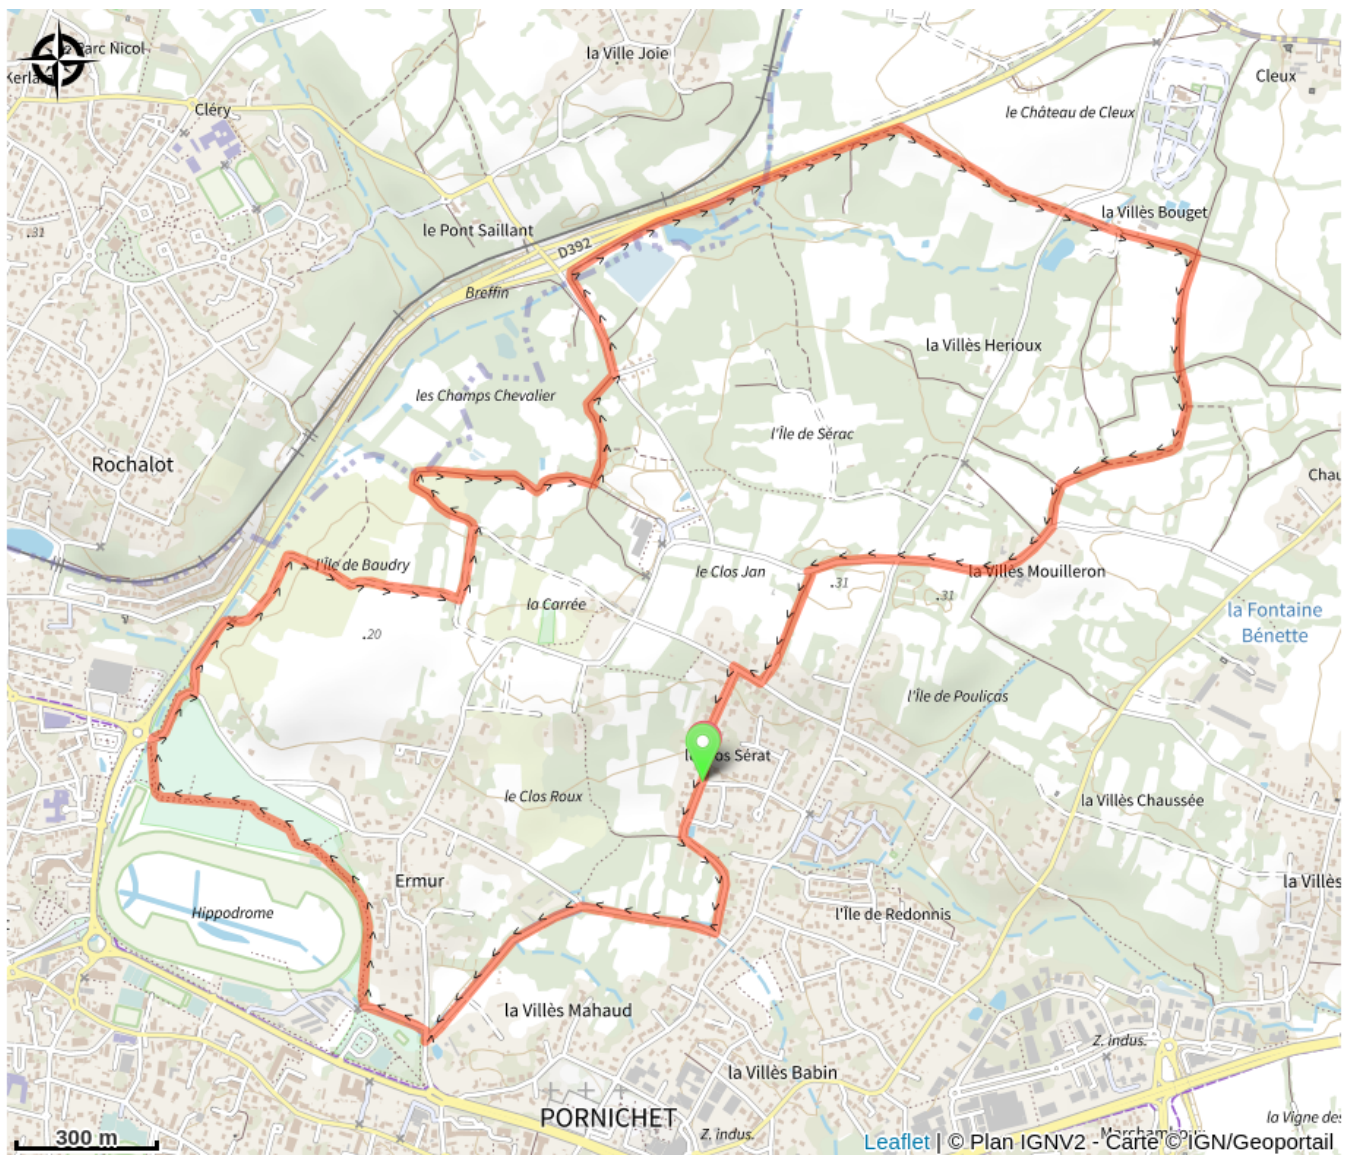 Parc Nicol
la Ville Joie
Cleux
Cléry
le Château de Cleux
la Villès Bouget
.31
le Pont Saillant
D392
Breffin
la Villès Herioux
les Champs Chevalier
l'Île de Sérac
Rochalot
l'Île de Baudry
le Clos Jan
.31
la Villès Mouilleron
.31
la Carrée
la Fontaine
Bénette
.20
l'Île de Poulicas
le Clos Roux
la Villès Chaussée
Ermur
la Villès
Hippodrome
l'Île de Redonnis
la Villès Mahaud
Z. indus.
la Villès Babin
PORNICHET
la Vigne des
Z. indus.
300 m
Leaflet | © Plan IGNV2 - Carte © IGN/Geoportail